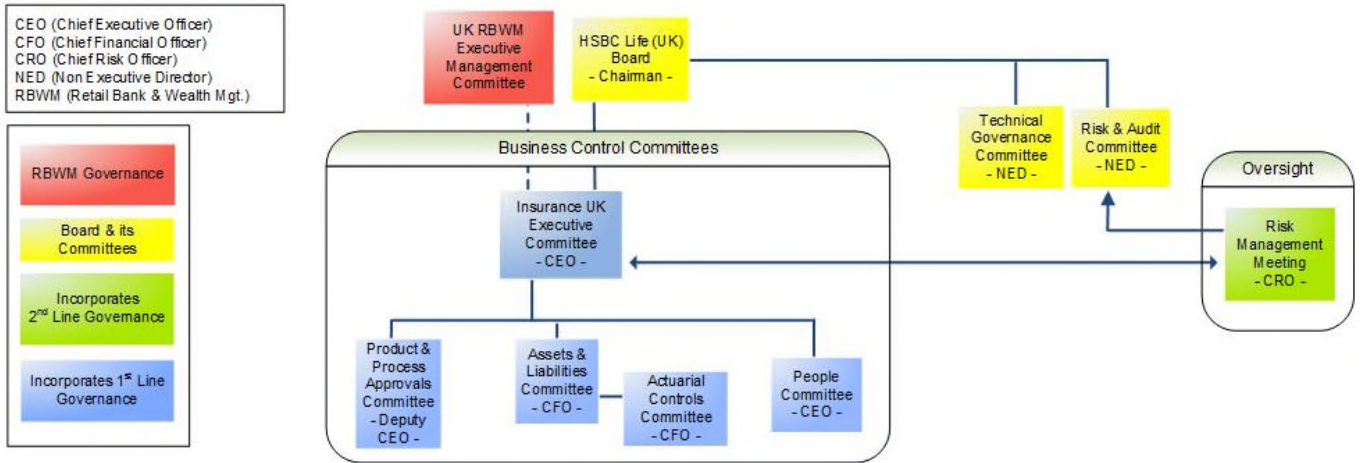 CEO (Chief Executive Officer)
CFO (Chief Financial Officer)
CRO (Chief Risk Officer)
NED (Non Executive Director)
RBWM (Retail Bank & Wealth Mgt.)
RBWM Governance
Board & its
Committees
Incorporates
2nd Line Governance
Incorporates 1st Line
Governance
UK RBWM
Executive
Management
Committee
HSBC Life (UK)
Board
- Chairman -
Technical
Governance
Committee
- NED -
Risk & Audit
Committee
- NED -
Business Control Committees
Oversight
Insurance UK
Executive
Committee
- CEO -
Risk
Management
Meeting
- CRO -
Product &
Process
Approvals
Committee
- Deputy
CEO -
Assets &
Liabilities
Committee
- CFO -
Actuarial
Controls
Committee
- CFO -
People
Committee
- CEO -